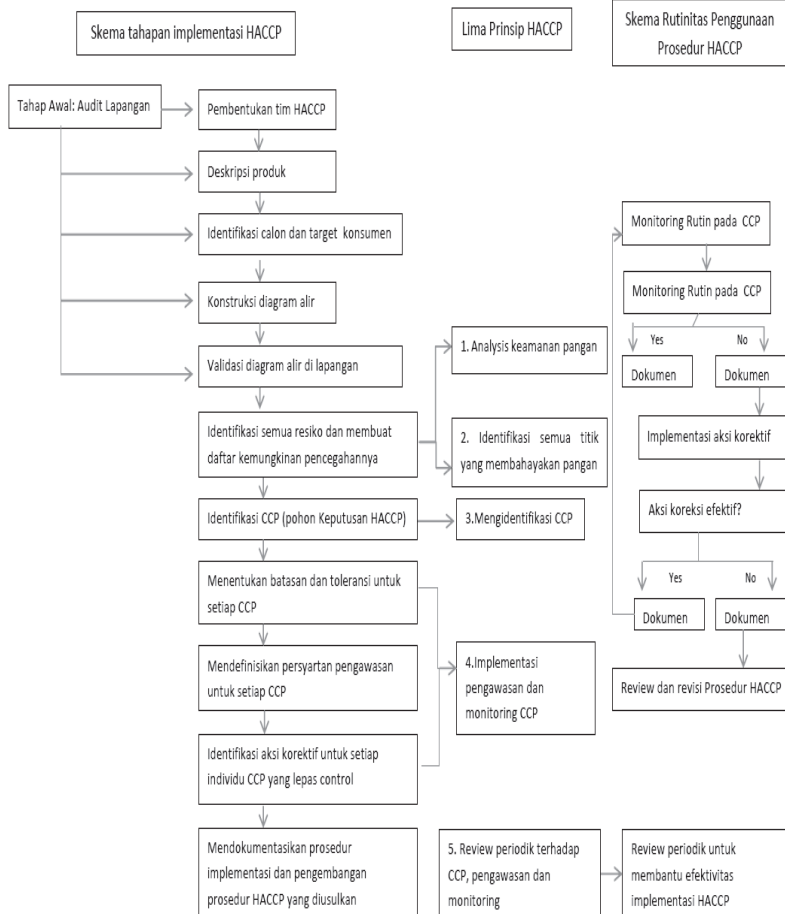 Skema tahapan implementasi HACCP
Lima Prinsip HACCP
Skema Rutinitas Penggunaan
Prosedur HACCP
Tahap Awal: Audit Lapangan
Pembentukan tim HACCP
Deskripsi produk
Identifikasi calon dan target konsumen
Konstruksi diagram alir
Validasi diagram alir di lapangan
Identifikasi semua resiko dan membuat
daftar kemungkinan pencegahannya
Identifikasi CCP (pohon Keputusan HACCP)
Menentukan batasan dan toleransi untuk
setiap CCP
Mendefinisikan persyartan pengawasan
untuk setiap CCP
Identifikasi aksi korektif untuk setiap
individu CCP yang lepas control
Mendokumentasikan prosedur
implementasi dan pengembangan
prosedur HACCP yang diusulkan
1. Analysis keamanan pangan
2. Identifikasi semua titik
yang membahayakan pangan
3.Mengidentifikasi CCP
4.Implementasi
pengawasan dan
monitoring CCP
5. Review periodik terhadap
CCP, pengawasan dan
monitoring
Monitoring Rutin pada CCP
Monitoring Rutin pada CCP
Yes
No
Dokumen
Dokumen
Implementasi aksi korektif
Aksi koreksi efektif?
Yes
No
Dokumen
Dokumen
Review dan revisi Prosedur HACCP
Review periodik untuk
membantu efektivitas
implementasi HACCP